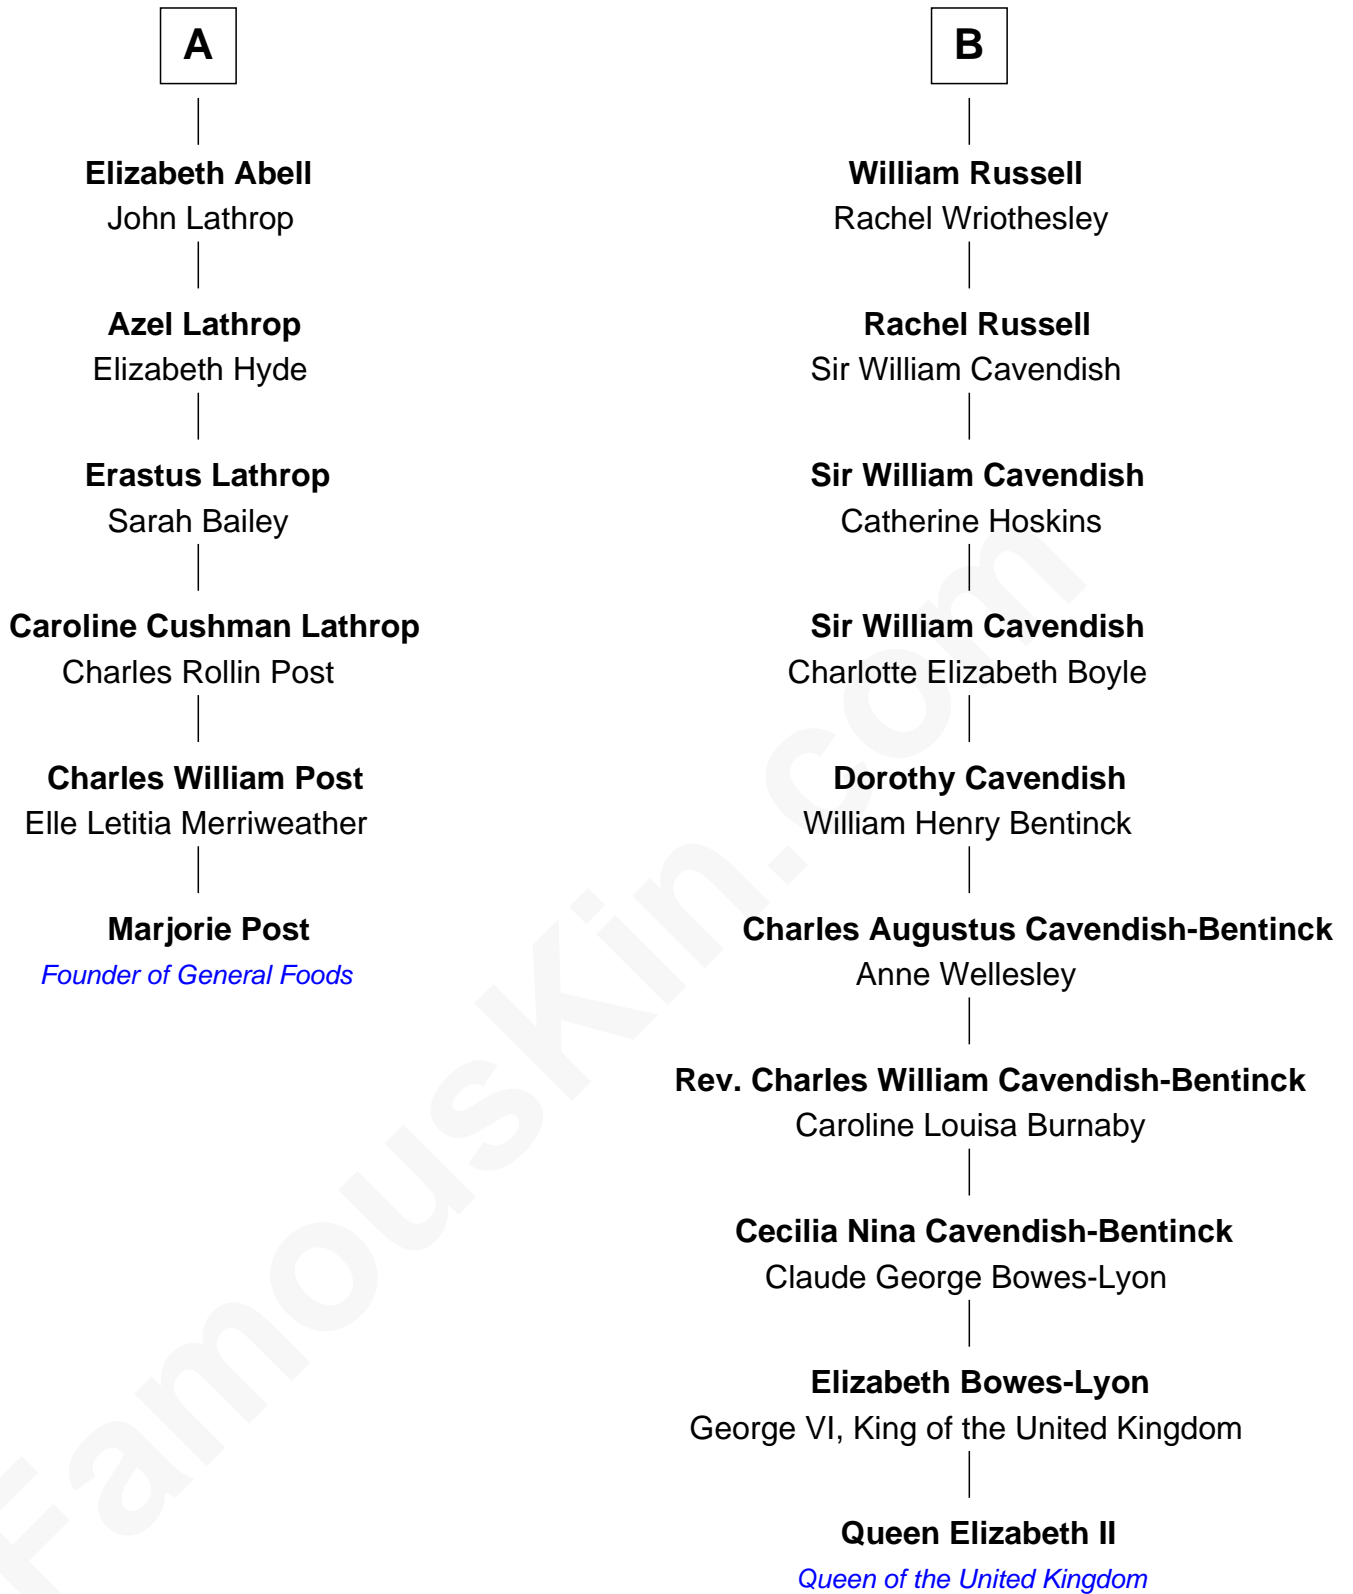 A
Elizabeth Abell
John Lathrop
Azel Lathrop
Elizabeth Hyde
Erastus Lathrop
Sarah Bailey
Caroline Cushman Lathrop
Charles Rollin Post
Charles William Post
Elle Letitia Merriweather
Marjorie Post
Founder of General Foods
B
William Russell
Rachel Wriothesley
Rachel Russell
Sir William Cavendish
Sir William Cavendish
Catherine Hoskins
Sir William Cavendish
Charlotte Elizabeth Boyle
Dorothy Cavendish
William Henry Bentinck
Charles Augustus Cavendish-Bentinck
Anne Wellesley
Rev. Charles William Cavendish-Bentinck
Caroline Louisa Burnaby
Cecilia Nina Cavendish-Bentinck
Claude George Bowes-Lyon
Elizabeth Bowes-Lyon
George VI, King of the United Kingdom
Queen Elizabeth II
Queen of the United Kingdom
FamousKin.com